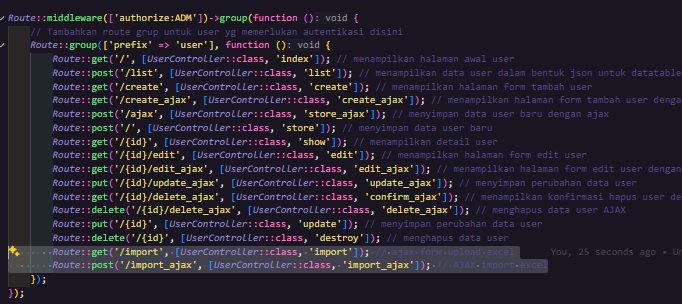 Route::middleware(['authorize:ADM'])->group(function (): void {
// Tambahkan route grup untuk user yg memerlukan autentikasi disini
Route::group(['prefix' => 'user'], function (): void {
Route::get('/', [UserController::class, 'index']); // menampilkan halaman awal user
Route::post('/list', [UserController::class, 'list']); // menampilkan data user dalam bentuk json untuk datatable
Route::get('/create', [UserController::class, 'create']); // menampilkan halaman form tambah user
Route::get('/create_ajax', [UserController::class, 'create_ajax']); // menampilkan halaman form tambah user denga
Route::post('/ajax', [UserController::class, 'store_ajax']); // menyimpan data user baru dengan ajax
Route::post('/', [UserController::class, 'store']); // menyimpan data user baru
Route::get('/{id}', [UserController::class, 'show']); // menampilkan detail user
Route::get('/{id}/edit', [UserController::class, 'edit']); // menampilkan halaman form edit user
Route::get('/{id}/edit_ajax', [UserController::class, 'edit_ajax']); // menampilkan halaman form edit user dengan
Route::put('/{id}/update_ajax', [UserController::class, 'update_ajax']); // menyimpan perubahan data user
Route::get('/{id}/delete_ajax', [UserController::class, 'confirm_ajax']); // menampilkan konfirmasi hapus user de
Route::delete('/{id}/delete_ajax', [UserController::class, 'delete_ajax']); // menghapus data user AJAX
Route::put('/{id}', [UserController::class, 'update']); // menyimpan perubahan data user
Route::delete('/{id}', [UserController::class, 'destroy']); // menghapus data user
Route::get('/import', [UserController::class, 'import']); // ajax form upload excel You, 25 seconds ago • Un
Route::post('/import_ajax', [UserController::class, 'import_ajax']); // AJAX import excel
});
});